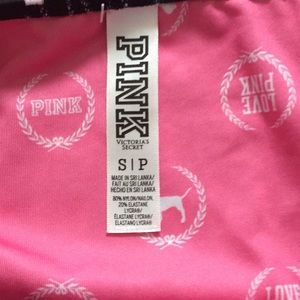 PINK
VICTORIA'S
SECRET
S|P
MADE IN SRI LANKA/
FAIT AU SRI LANKA/
HECHO EN SRI LANKA
80% NYLON/NAILON,
20% ELASTANE
LYCRA®/
ÉLASTANE LYCRA®/
ELASTANO LYCRA®/
PINK
LOVE
PINK